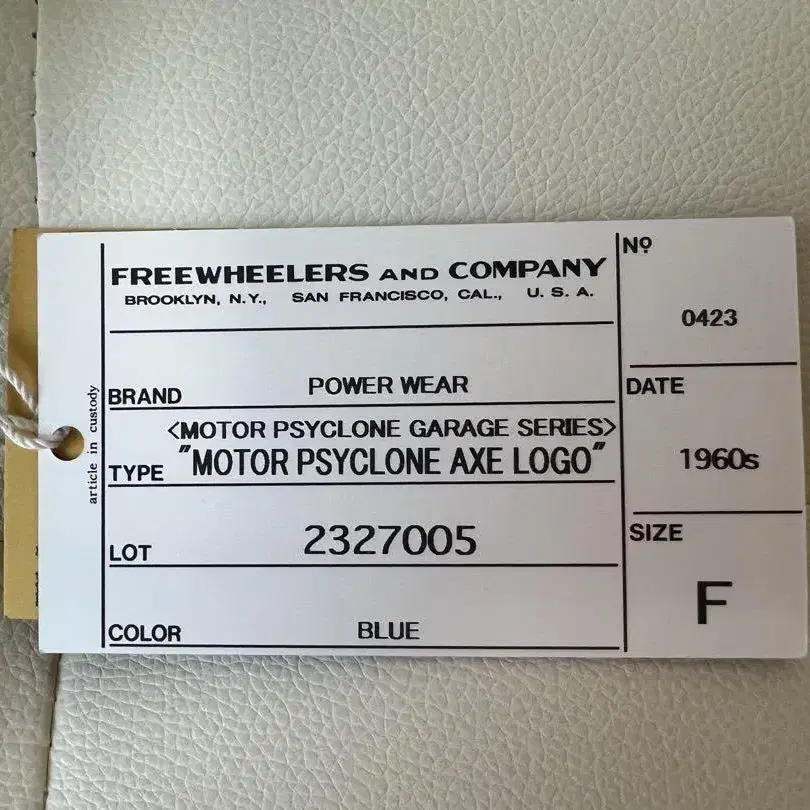 FREEWHEELERS AND COMPANY
BROOKLYN, N.Y., SAN FRANCISCO, CAL., U. S. A.
BRAND POWER WEAR
<MOTOR PSYCLONE GARAGE SERIES>
TYPE "MOTOR PSYCLONE AXE LOGO"
LOT 2327005
COLOR BLUE
Nº
0423
DATE
1960s
SIZE
F
article in custody